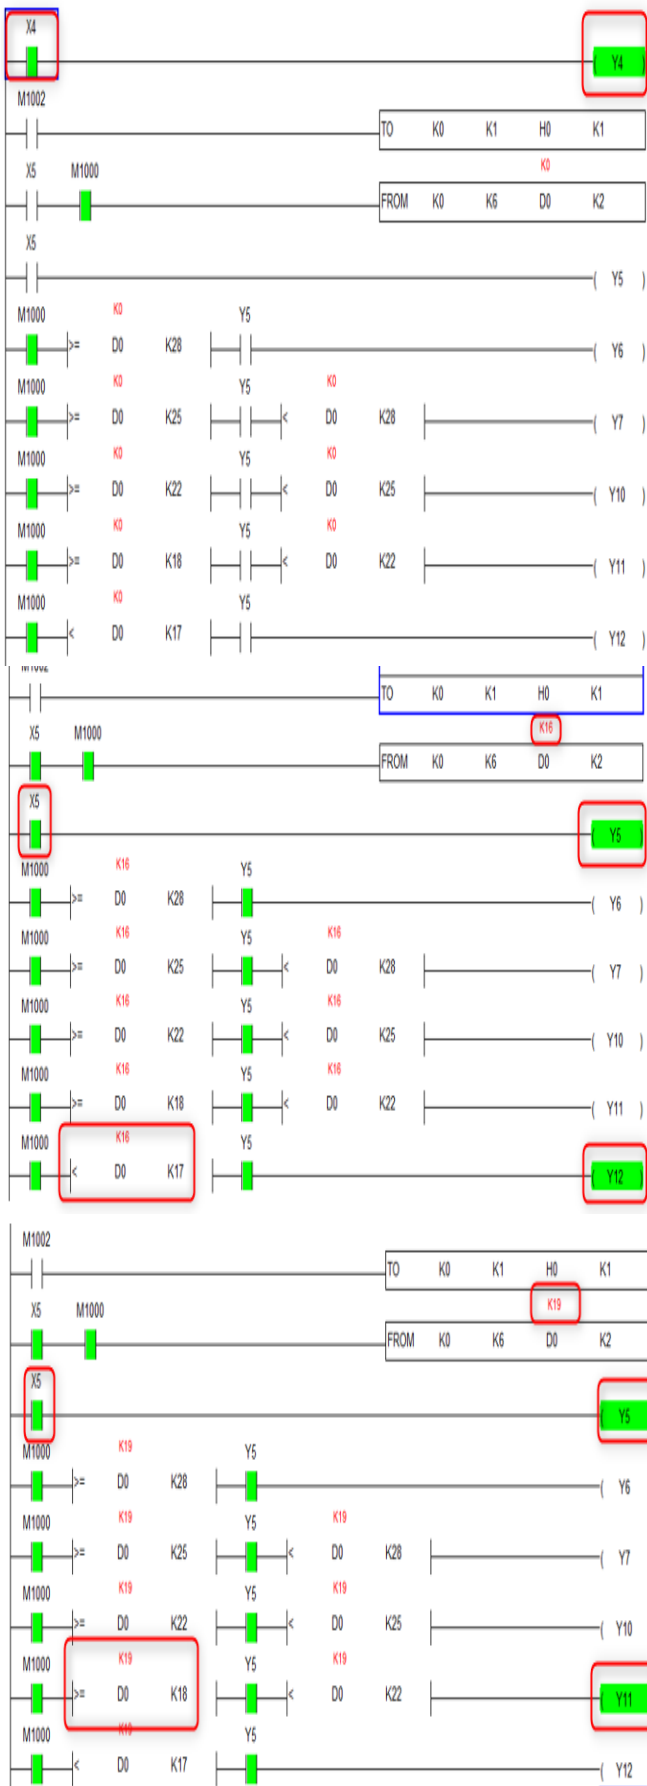 X4
( Y4 )
M1002
TO K0 K1 H0 K1
X5 M1000 K0
FROM K0 K6 D0 K2
X5
( Y5 )
M1000 K0 Y5
>= D0 K28 ( Y6 )
M1000 K0 Y5 K0
>= D0 K25 < D0 K28 ( Y7 )
M1000 K0 Y5 K0
>= D0 K22 < D0 K25 ( Y10 )
M1000 K0 Y5 K0
>= D0 K18 < D0 K22 ( Y11 )
M1000 K0 Y5
< D0 K17 ( Y12 )
M1002
TO K0 K1 H0 K1
X5 M1000 K16
FROM K0 K6 D0 K2
X5
( Y5 )
M1000 K16 Y5
>= D0 K28 ( Y6 )
M1000 K16 Y5 K16
>= D0 K25 < D0 K28 ( Y7 )
M1000 K16 Y5 K16
>= D0 K22 < D0 K25 ( Y10 )
M1000 K16 Y5 K16
>= D0 K18 < D0 K22 ( Y11 )
M1000 K16 Y5
< D0 K17 ( Y12 )
M1002
TO K0 K1 H0 K1
X5 M1000 K19
FROM K0 K6 D0 K2
X5
( Y5
M1000 K19 Y5
>= D0 K28 ( Y6
M1000 K19 Y5 K19
>= D0 K25 < D0 K28 ( Y7
M1000 K19 Y5 K19
>= D0 K22 < D0 K25 ( Y10
M1000 K19 Y5 K19
>= D0 K18 < D0 K22 ( Y11
M1000 K19 Y5
< D0 K17 ( Y12